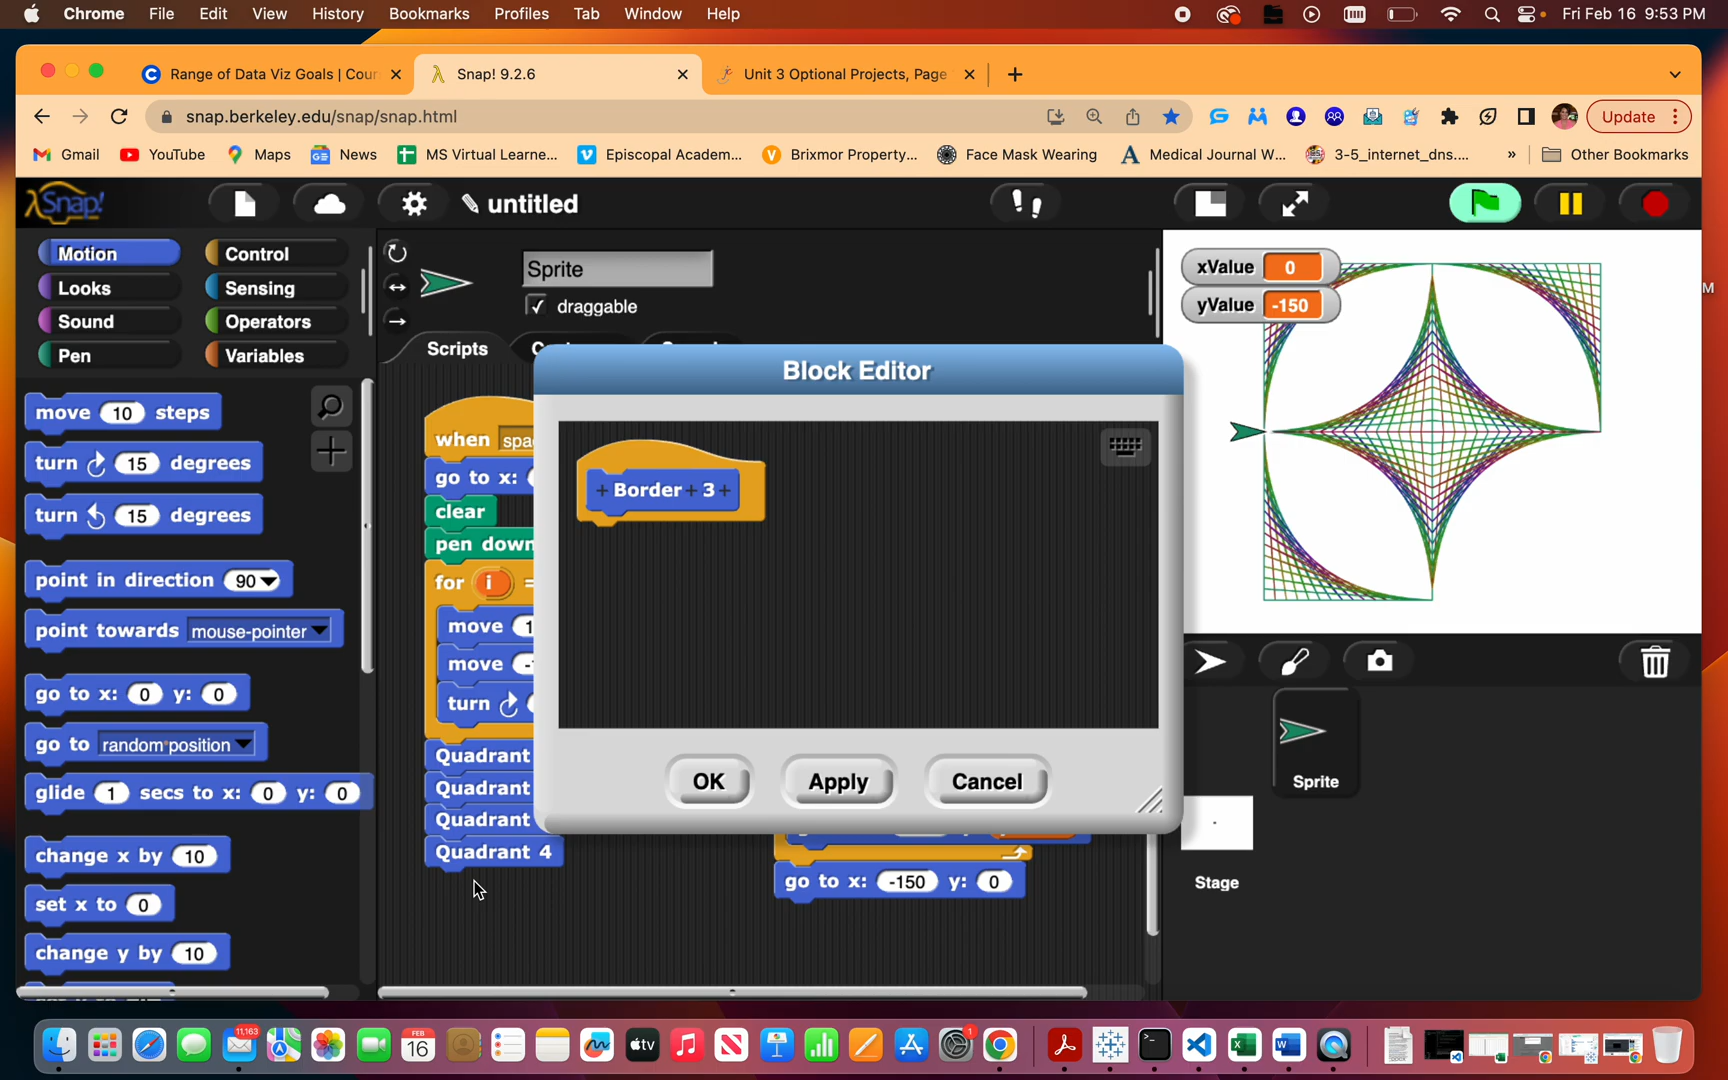 Chrome File Edit View History Bookmarks Profiles Tab Window Help Fri Feb 16 9:53 PM
Range of Data Viz Goals | Cour Snap! 9.2.6 Unit 3 Optional Projects, Page
snap.berkeley.edu/snap/snap.html Update
Gmail YouTube Maps News MS Virtual Learne... Episcopal Academ... Brixmor Property... Face Mask Wearing Medical Journal W... 3-5_internet_dns.... » Other Bookmarks
Snap! untitled
Motion Control
Looks Sensing
Sound Operators
Pen Variables
Sprite
draggable
Scripts
xValue 0
yValue -150
move 10 steps
turn 15 degrees
turn 15 degrees
point in direction 90
point towards mouse-pointer
go to x: 0 y: 0
go to random position
glide 1 secs to x: 0 y: 0
change x by 10
set x to 0
change y by 10
when
go to x:
clear
pen down
for i =
move
move
turn
Quadrant
Quadrant
Quadrant
Quadrant 4
Block Editor
+ Border + 3 +
OK Apply Cancel
go to x: -150 y: 0
Sprite
Stage
11,163
FEB
16
tv
1